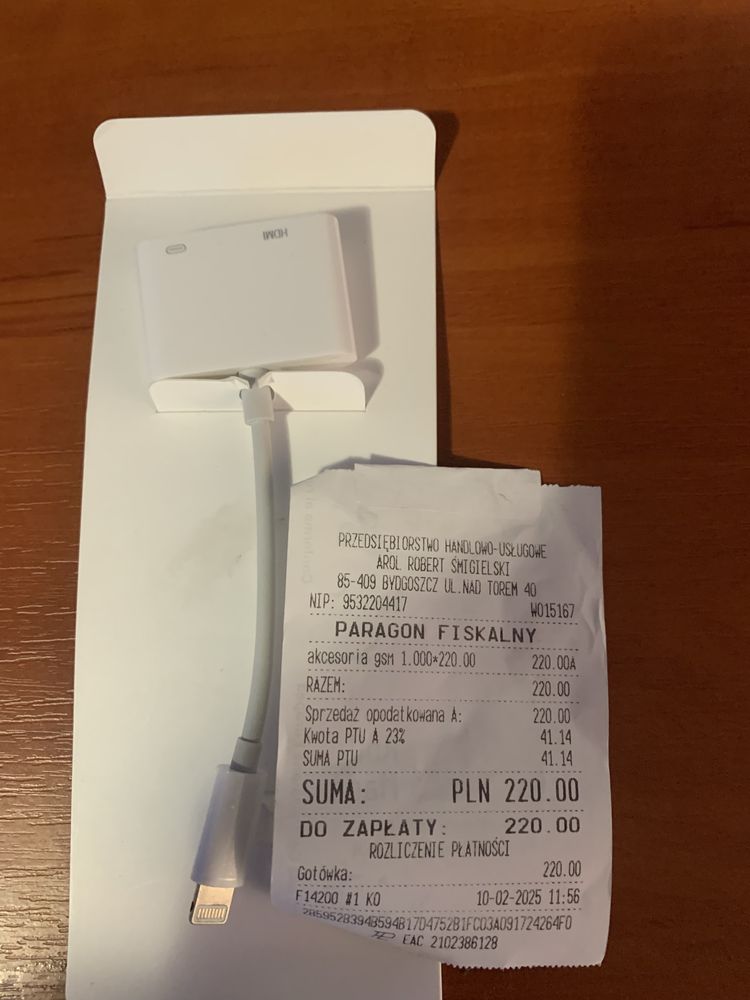 HDMI
PRZEDSIĘBIORSTWO HANDLOWO-USŁUGOWE
AROL ROBERT ŚMIGIELSKI
85-409 BYDGOSZCZ UL.NAD TOREM 40
NIP: 9532204417 W015167
PARAGON FISKALNY
akcesoria gsm 1.000*220.00 220.00A
RAZEM: 220.00
Sprzedaż opodatkowana A: 220.00
Kwota PTU A 23% 41.14
SUMA PTU 41.14
SUMA: PLN 220.00
DO ZAPŁATY: 220.00
ROZLICZENIE PŁATNOŚCI
Gotówka: 220.00
F14200 #1 KO 10-02-2025 11:56
EAC 2102386128